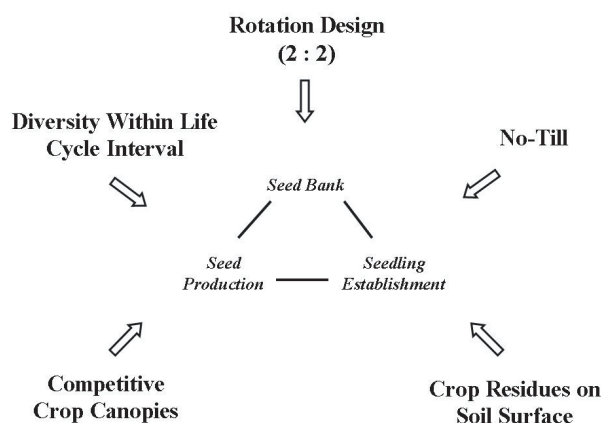 Rotation Design
(2 : 2)
Diversity Within Life
Cycle Interval
No-Till
Seed Bank
Seed
Production
Seedling
Establishment
Competitive
Crop Canopies
Crop Residues on
Soil Surface